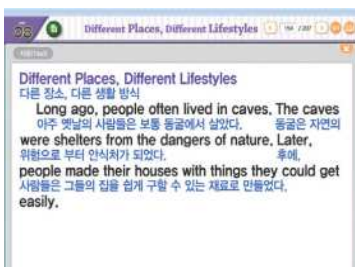 Different Places, Different Lifestyles
Different Places, Different Lifestyles
다른 장소, 다른 생활 방식
Long ago, people often lived in caves. The caves
아주 옛날의 사람들은 보통 동굴에서 살았다. 동굴은 자연의
were shelters from the dangers of nature. Later,
위험으로 부터 안식처가 되었다. 후에,
people made their houses with things they could get
사람들은 그들의 집을 쉽게 구할 수 있는 재료로 만들었다.
easily.